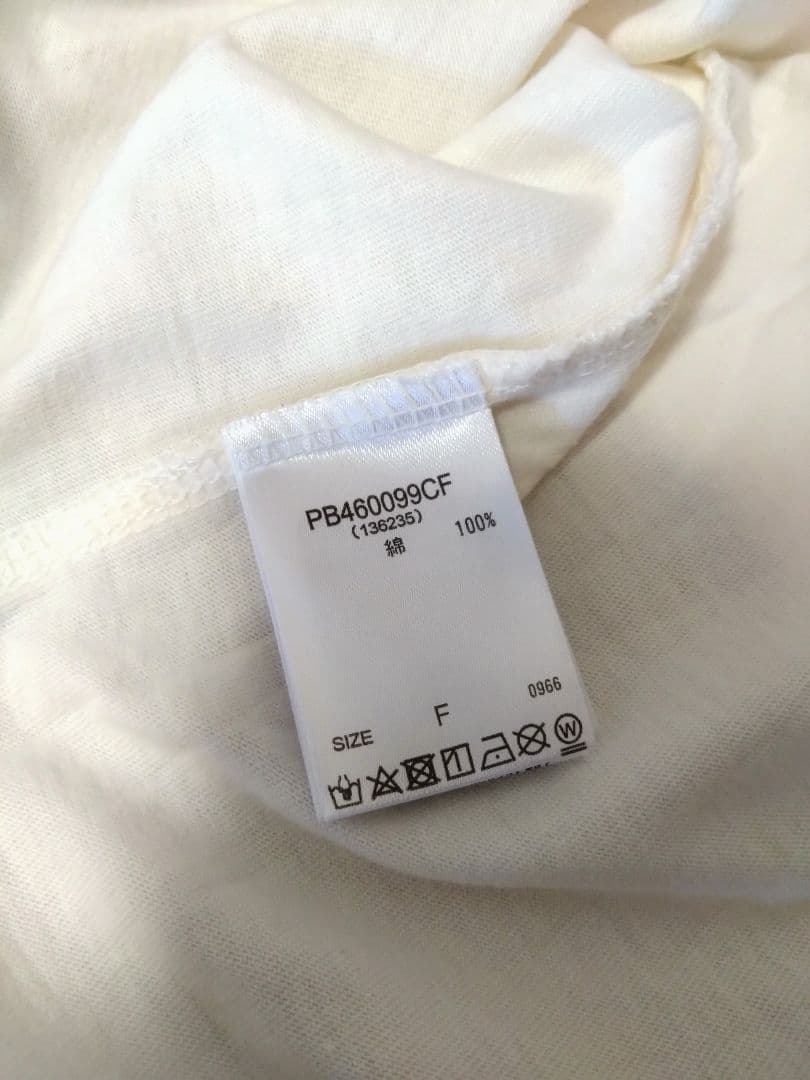 PB460099CF
(136235)
綿 100%
0966
SIZE F
W